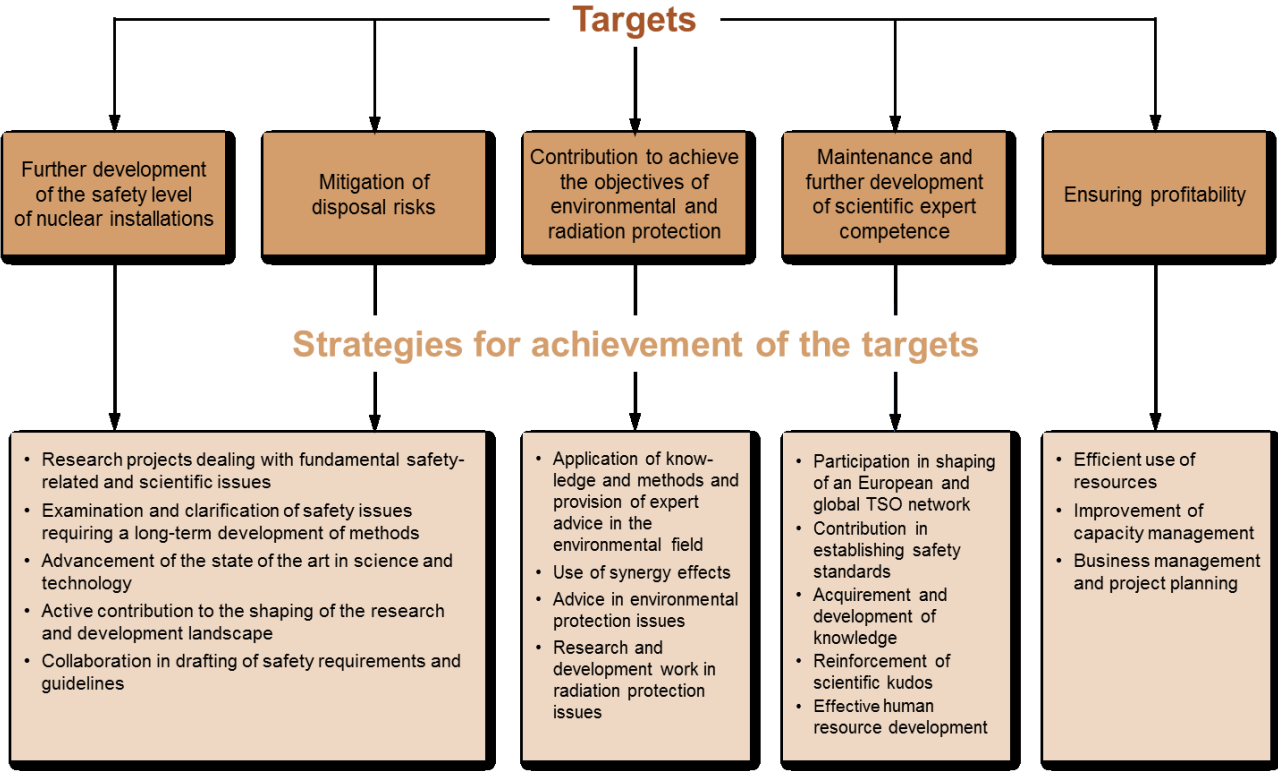 Targets
Further development
of the safety level
of nuclear installations
Mitigation of
disposal risks
Contribution to achieve
the objectives of
environmental and
radiation protection
Maintenance and
further development
of scientific expert
competence
Ensuring profitability
Strategies for achievement of the targets
• Research projects dealing with fundamental safety-
related and scientific issues
• Examination and clarification of safety issues
requiring a long-term development of methods
• Advancement of the state of the art in science and
technology
• Active contribution to the shaping of the research
and development landscape
• Collaboration in drafting of safety requirements and
guidelines
• Application of know-
ledge and methods and
provision of expert
advice in the
environmental field
• Use of synergy effects
• Advice in environmental
protection issues
• Research and
development work in
radiation protection
issues
• Participation in shaping
of an European and
global TSO network
• Contribution in
establishing safety
standards
• Acquirement and
development of
knowledge
• Reinforcement of
scientific kudos
• Effective human
resource development
• Efficient use of
resources
• Improvement of
capacity management
• Business management
and project planning